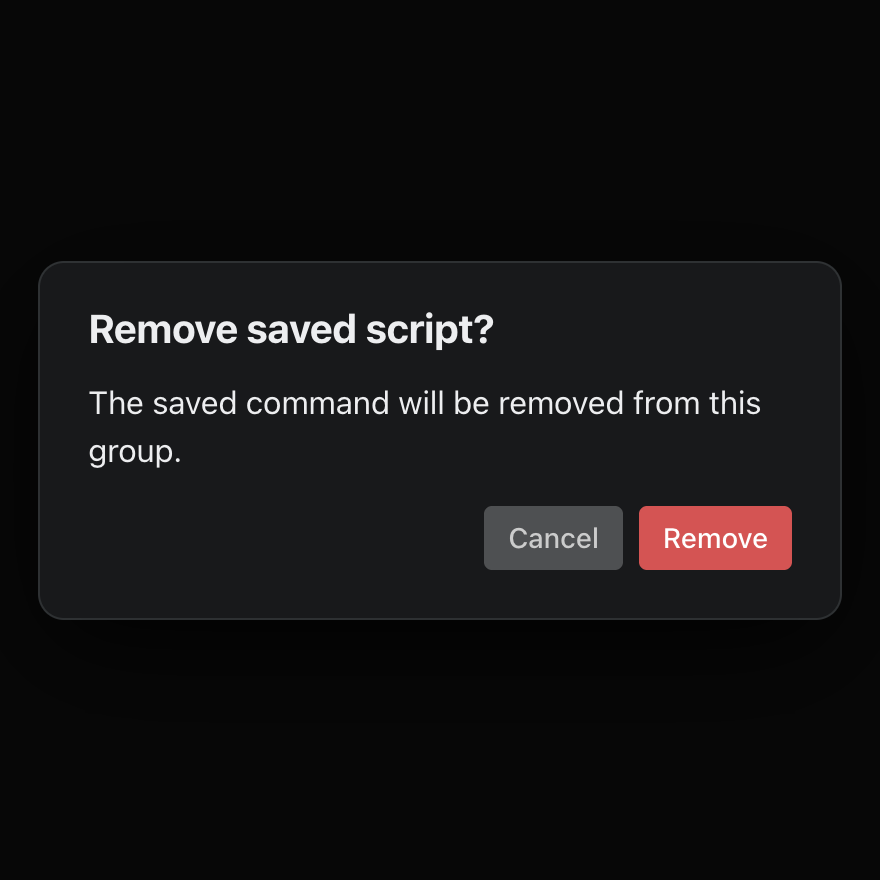 Remove saved script?
The saved command will be removed from this
group.
Cancel
Remove